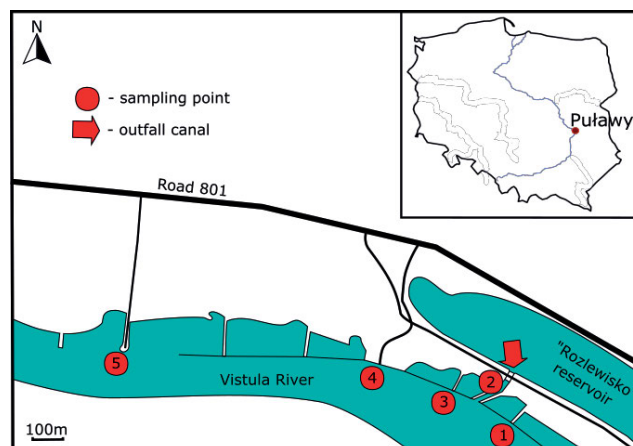 N
- sampling point
- outfall canal
Puławy
Road 801
"Rozlewisko
reservoir
Vistula River
5
4
3
2
1
100m